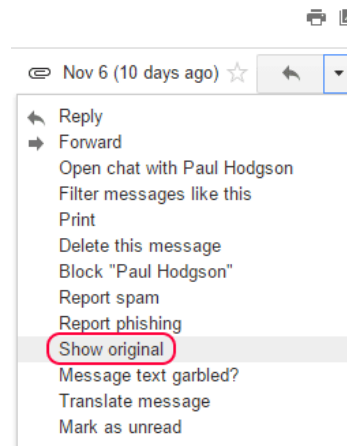 Nov 6 (10 days ago)
Reply
Forward
Open chat with Paul Hodgson
Filter messages like this
Print
Delete this message
Block "Paul Hodgson"
Report spam
Report phishing
Show original
Message text garbled?
Translate message
Mark as unread